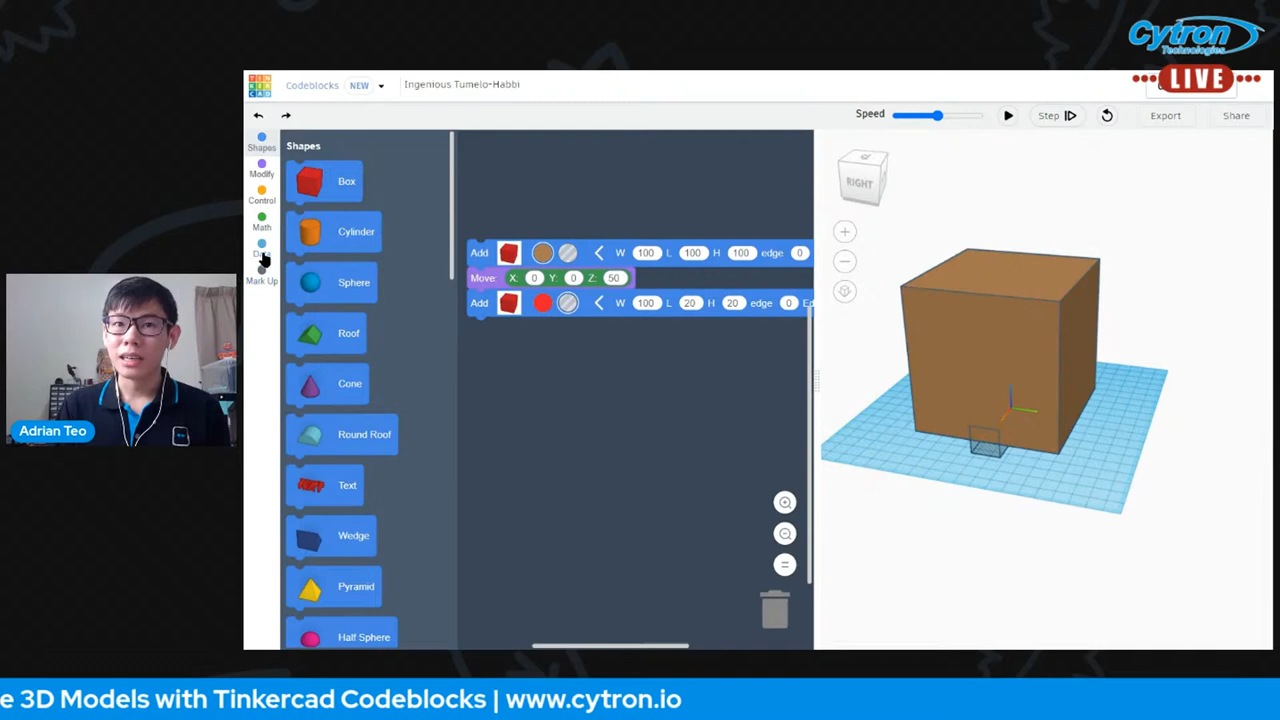 Cytron
Technologies
LIVE
Codeblocks NEW Ingenious Tumelo-Habbi
Speed Step Export Share
Shapes
Modify
Control
Math
Mark Up
Shapes
Box
Cylinder
Sphere
Roof
Cone
Round Roof
Text
Wedge
Pyramid
Half Sphere
Add W 100 L 100 H 100 edge 0
Move: X: 0 Y: 0 Z: 50
Add W 100 L 20 H 20 edge 0 Ed
RIGHT
Adrian Teo
e 3D Models with Tinkercad Codeblocks | www.cytron.io